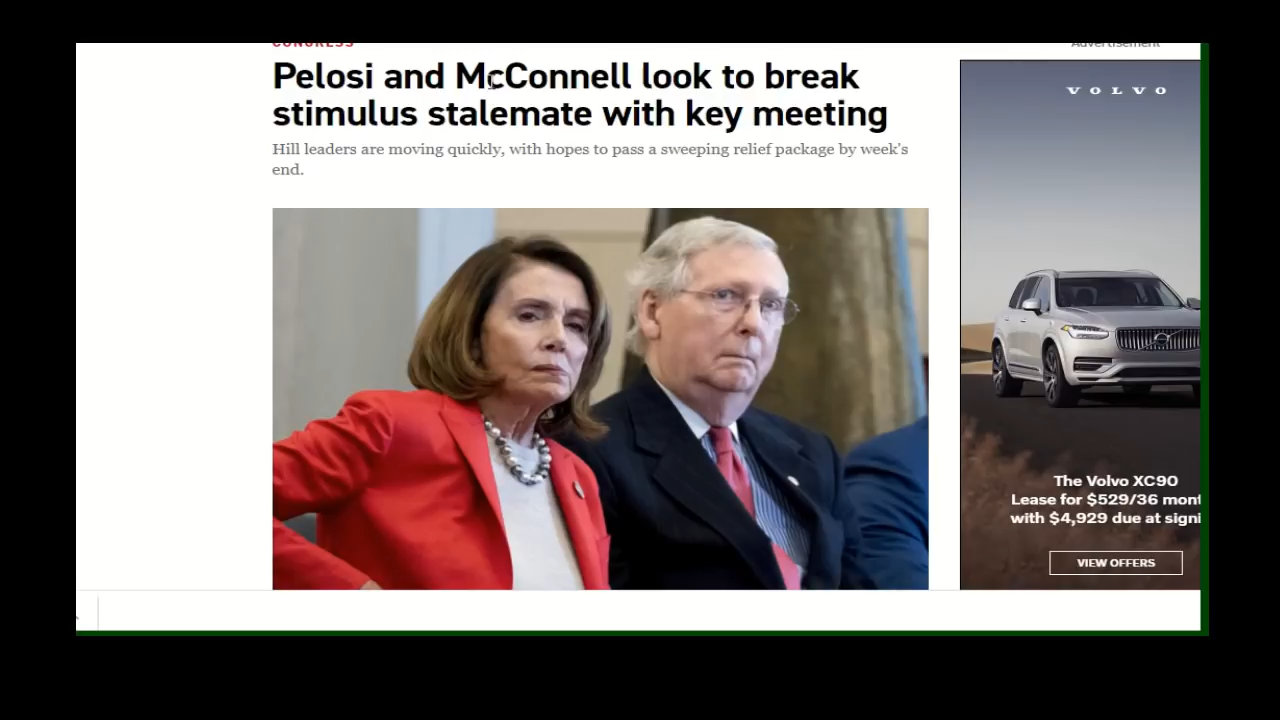 CONGRESS
Pelosi and McConnell look to break
stimulus stalemate with key meeting
Hill leaders are moving quickly, with hopes to pass a sweeping relief package by week's
end.
Advertisement
VOLVO
The Volvo XC90
Lease for $529/36 mont
with $4,929 due at signi
VIEW OFFERS